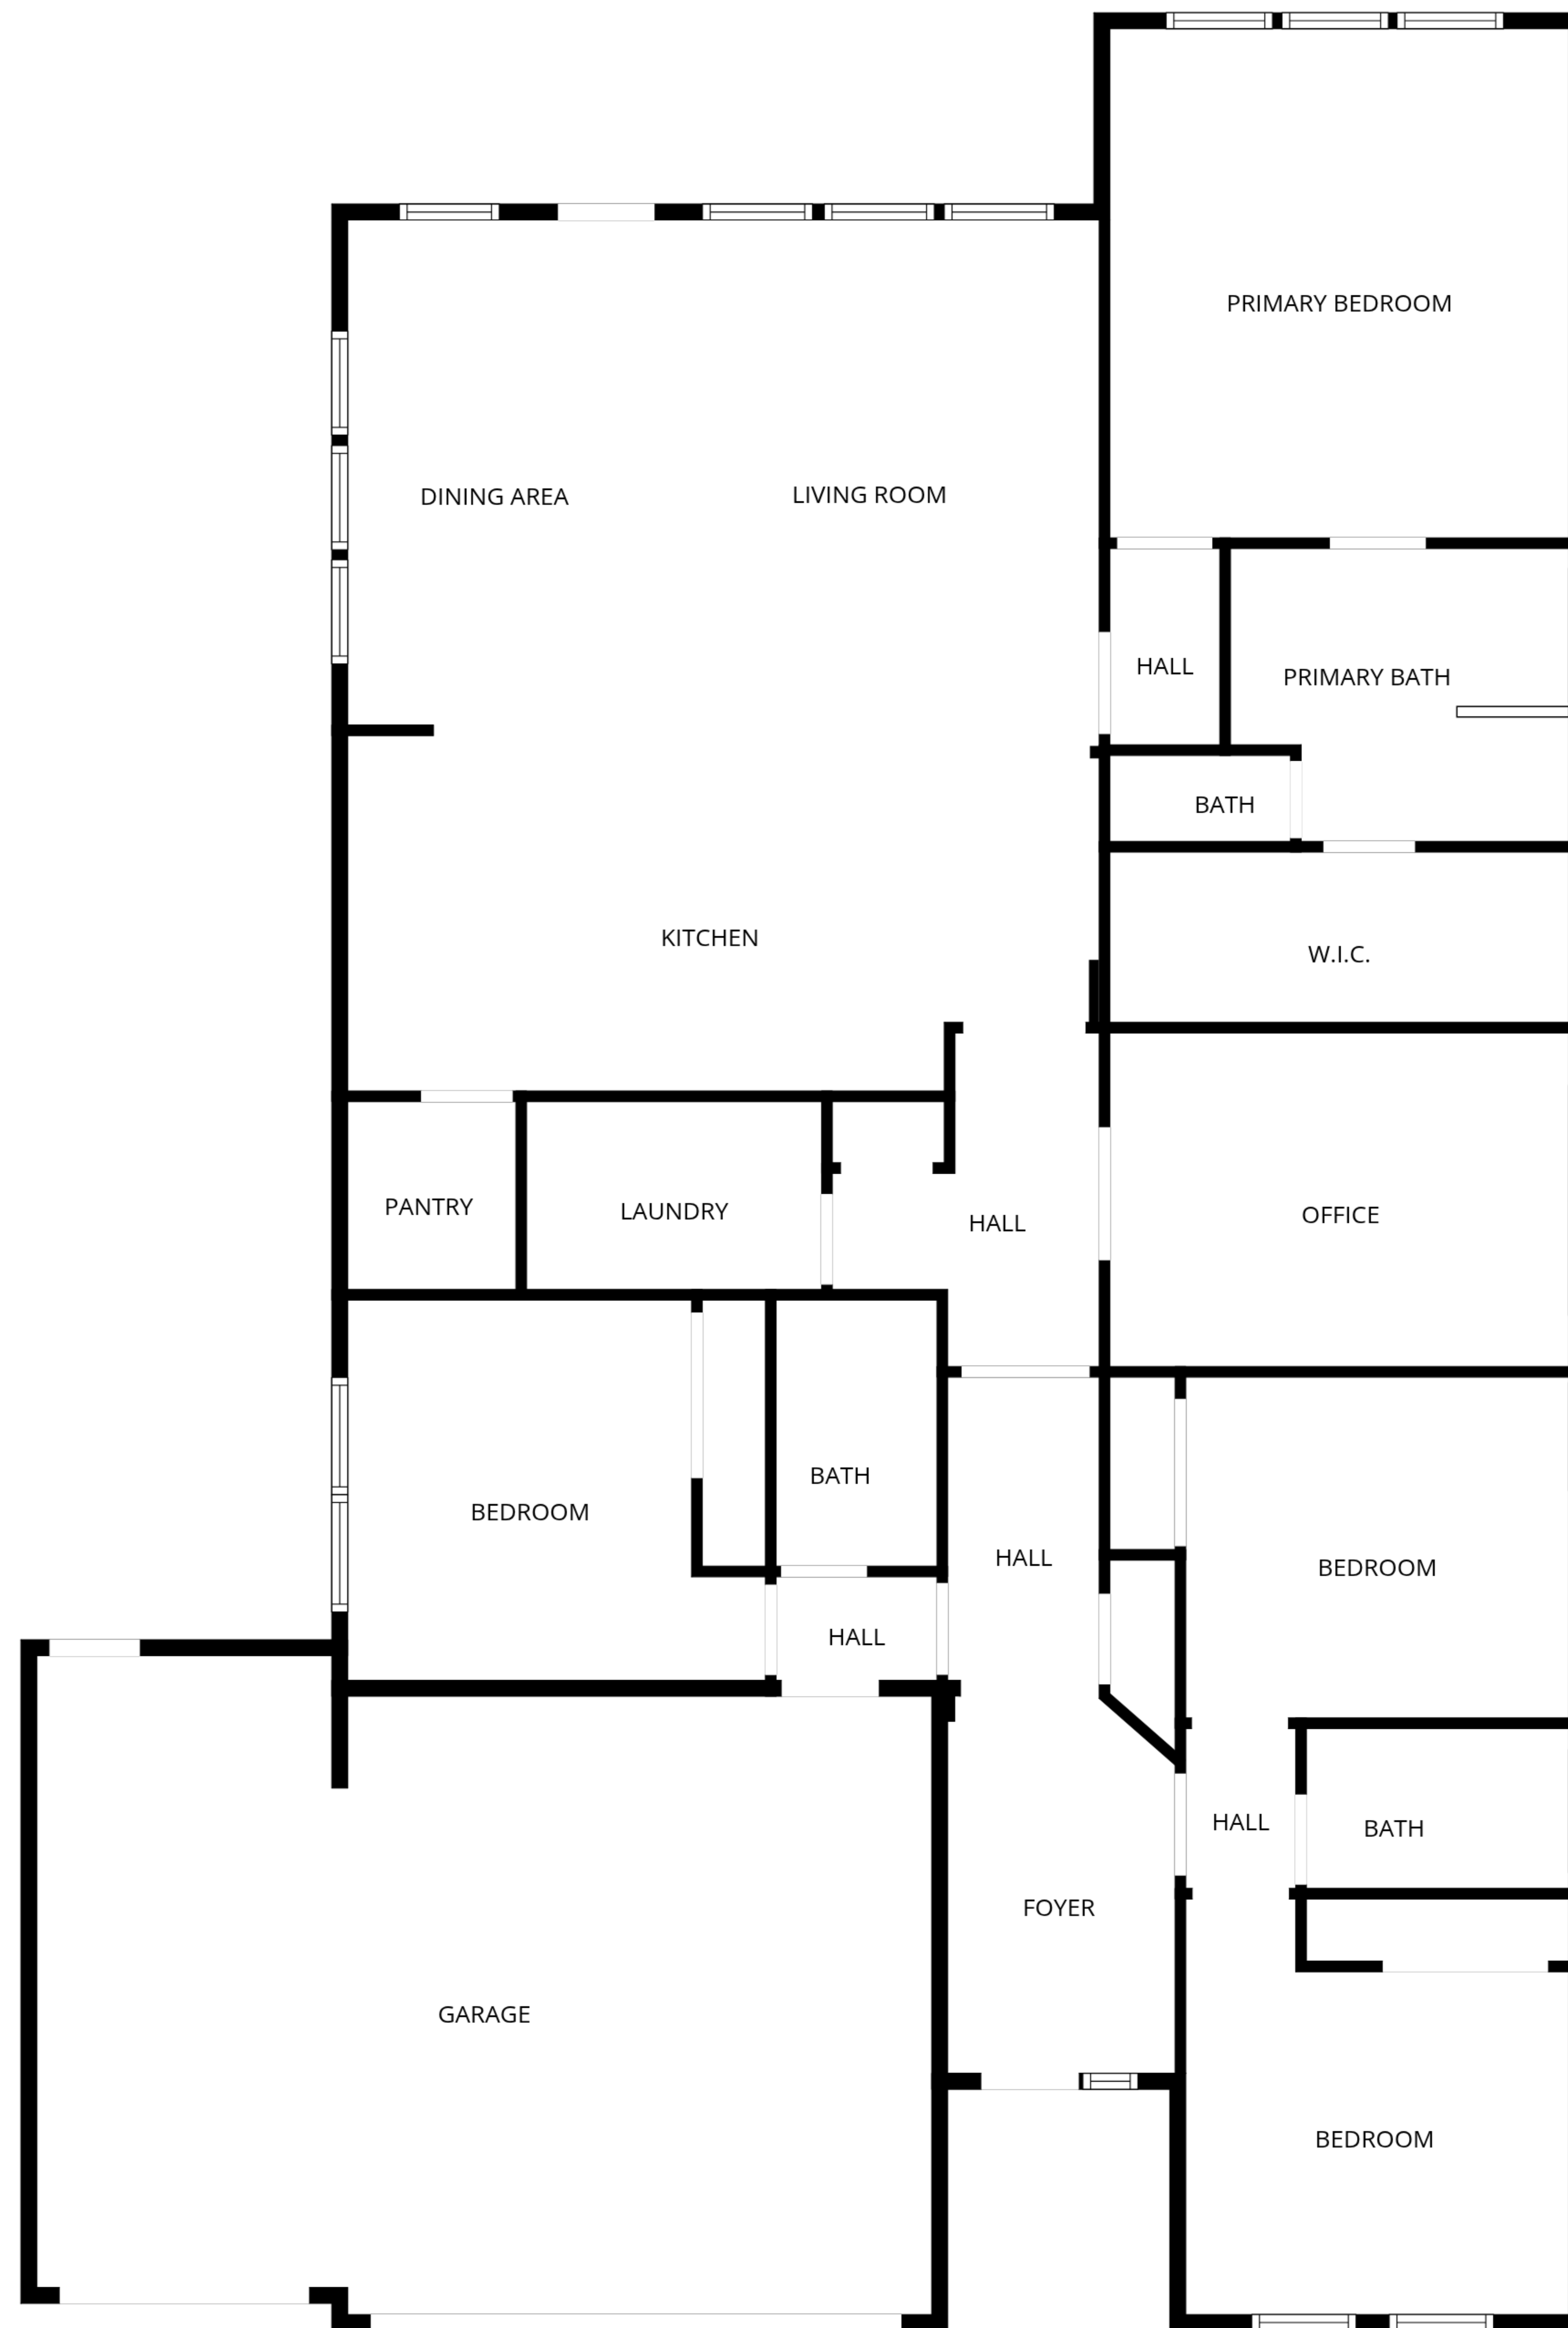 PRIMARY BEDROOM
DINING AREA
LIVING ROOM
HALL
PRIMARY BATH
BATH
KITCHEN
W.I.C.
PANTRY
LAUNDRY
HALL
OFFICE
BATH
BEDROOM
HALL
BEDROOM
HALL
HALL
BATH
FOYER
GARAGE
BEDROOM